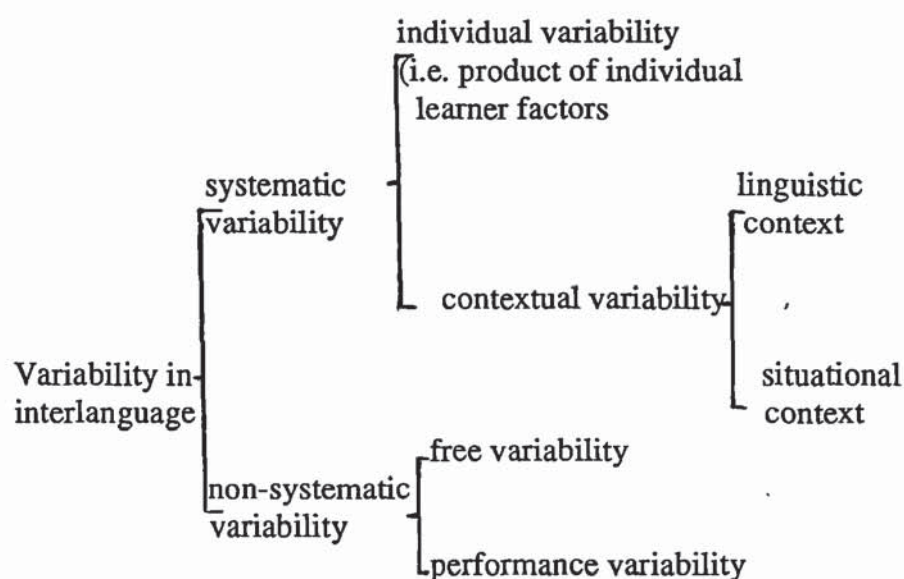 individual variability
(i.e. product of individual
learner factors
systematic
variability
linguistic
context
contextual variability
Variability in
interlanguage
situational
context
free variability
non-systematic
variability
performance variability